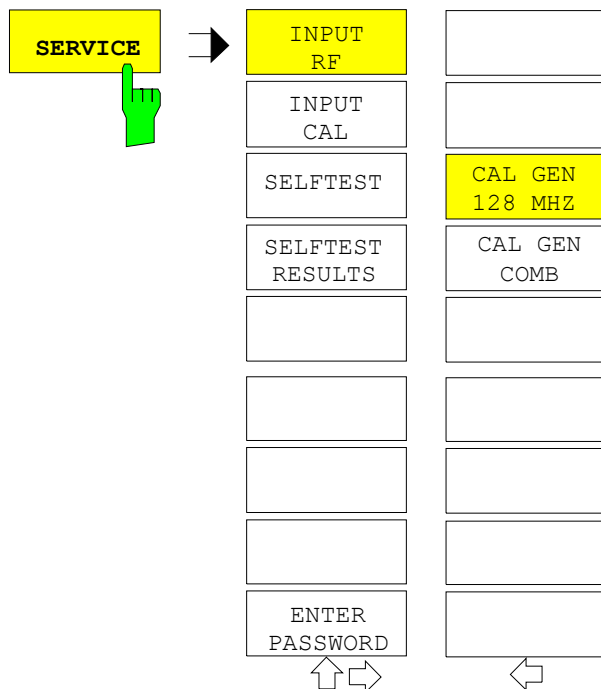 SERVICE
INPUT
RF
INPUT
CAL
SELFTEST
SELFTEST
RESULTS
ENTER
PASSWORD
CAL GEN
128 MHZ
CAL GEN
COMB